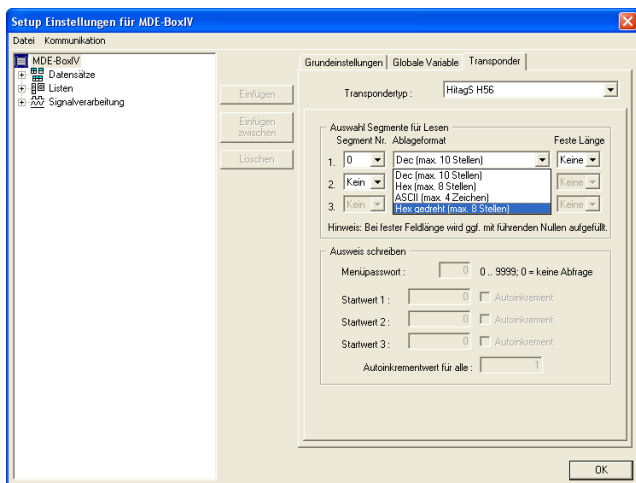 Setup Einstellungen für MDE-BoxIV
Datei Kommunikation
MDE-BoxIV
Datensätze
Listen
Signalverarbeitung
Einfügen
Einfügen
zwischen
Löschen
Grundeinstellungen Globale Variable Transponder
Transpondertyp : HitagS H56
Auswahl Segmente für Lesen
Segment Nr. Ablageformat Feste Länge
1. 0 Dec (max. 10 Stellen) Keine
Dec (max. 10 Stellen)
2. Kein Hex (max. 8 Stellen) Keine
ASCII (max. 4 Zeichen)
3. Kein Hex gedreht (max. 8 Stellen) Keine
Hinweis: Bei fester Feldlänge wird ggf. mit führenden Nullen aufgefüllt.
Ausweis schreiben
Menüpasswort : 0 0 .. 9999; 0 = keine Abfrage
Startwert 1 : 0 Autoinkrement
Startwert 2 : 0 Autoinkrement
Startwert 3 : 0 Autoinkrement
Autoinkrementwert für alle : 1
OK